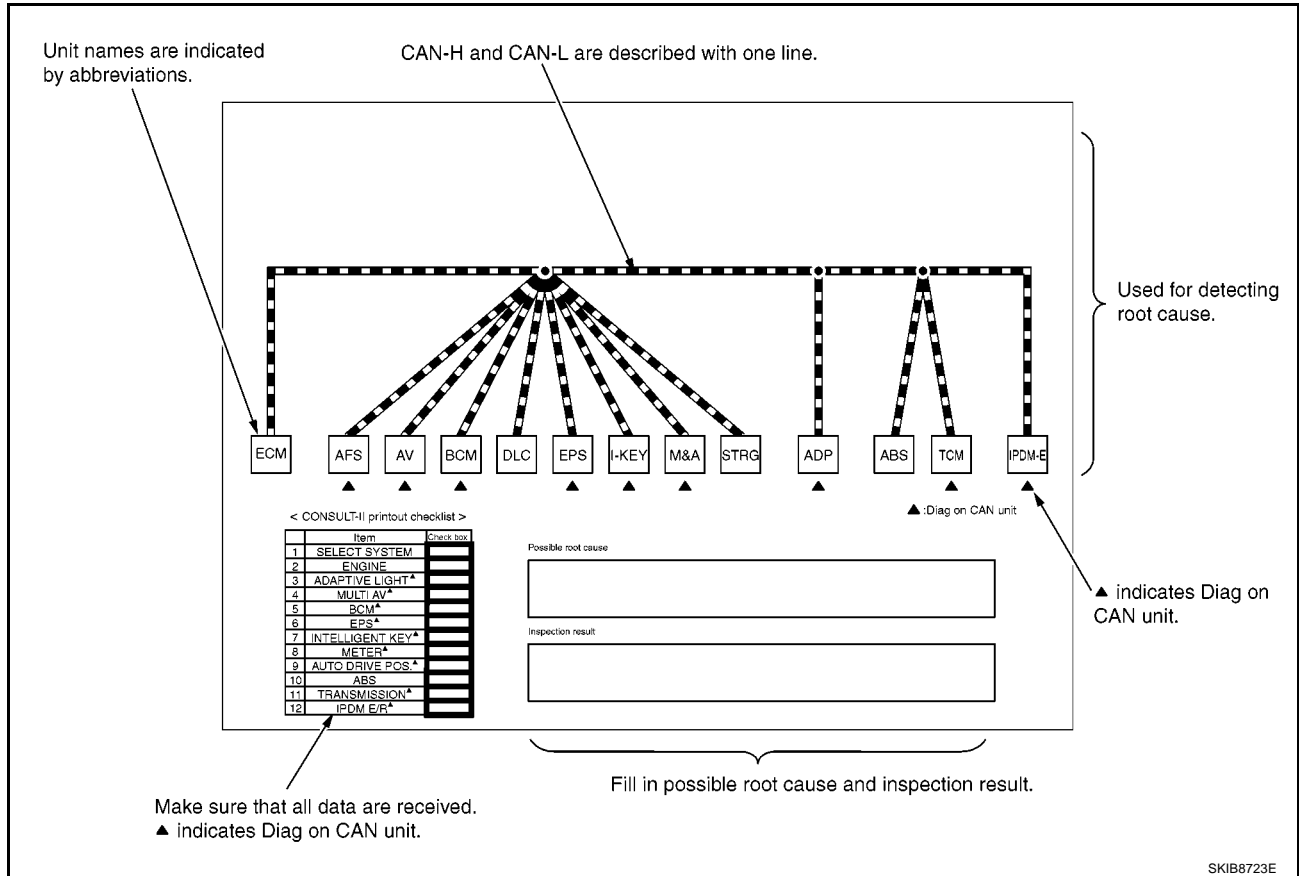 Unit names are indicated
by abbreviations.
CAN-H and CAN-L are described with one line.
Used for detecting
root cause.
ECM AFS AV BCM DLC EPS I-KEY M&A STRG ADP ABS TCM IPDM-E
▲ ▲ ▲ ▲ ▲ ▲ ▲ ▲ ▲
▲ :Diag on CAN unit
< CONSULT-II printout checklist >
Item Check box
1 SELECT SYSTEM
2 ENGINE
3 ADAPTIVE LIGHT▲
4 MULTI AV▲
5 BCM▲
6 EPS▲
7 INTELLIGENT KEY▲
8 METER▲
9 AUTO DRIVE POS.▲
10 ABS
11 TRANSMISSION▲
12 IPDM E/R▲
Possible root cause
Inspection result
▲ indicates Diag on
CAN unit.
Fill in possible root cause and inspection result.
Make sure that all data are received.
▲ indicates Diag on CAN unit.
SKIB8723E